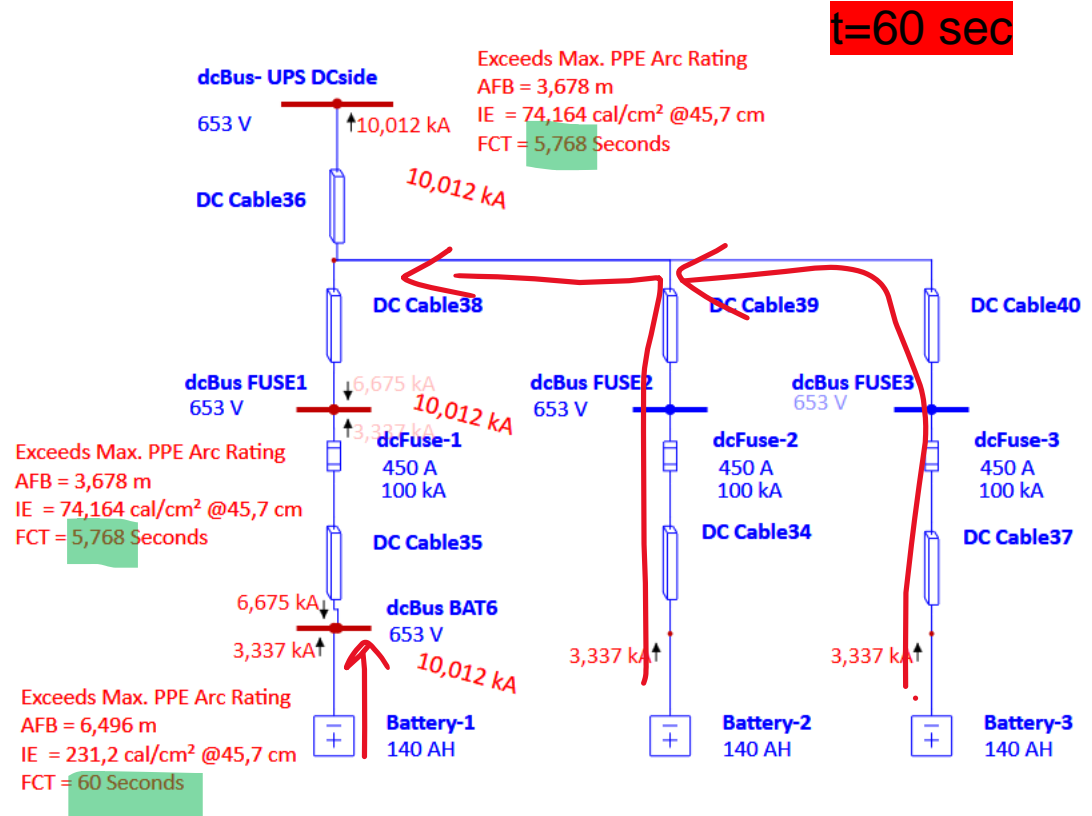 t=60 sec
Exceeds Max. PPE Arc Rating
AFB = 3,678 m
IE = 74,164 cal/cm² @45,7 cm
FCT = 5,768 Seconds
dcBus- UPS DCside
653 V
10,012 kA
10,012 kA
DC Cable36
DC Cable38
DC Cable39
DC Cable40
dcBus FUSE1
653 V
6,675 kA
10,012 kA
3,337 kA
dcBus FUSE2
653 V
dcBus FUSE3
653 V
dcFuse-1
450 A
100 kA
dcFuse-2
450 A
100 kA
dcFuse-3
450 A
100 kA
Exceeds Max. PPE Arc Rating
AFB = 3,678 m
IE = 74,164 cal/cm² @45,7 cm
FCT = 5,768 Seconds
DC Cable35
DC Cable34
DC Cable37
6,675 kA
dcBus BAT6
653 V
3,337 kA
10,012 kA
3,337 kA
3,337 kA
Exceeds Max. PPE Arc Rating
AFB = 6,496 m
IE = 231,2 cal/cm² @45,7 cm
FCT = 60 Seconds
Battery-1
140 AH
Battery-2
140 AH
Battery-3
140 AH